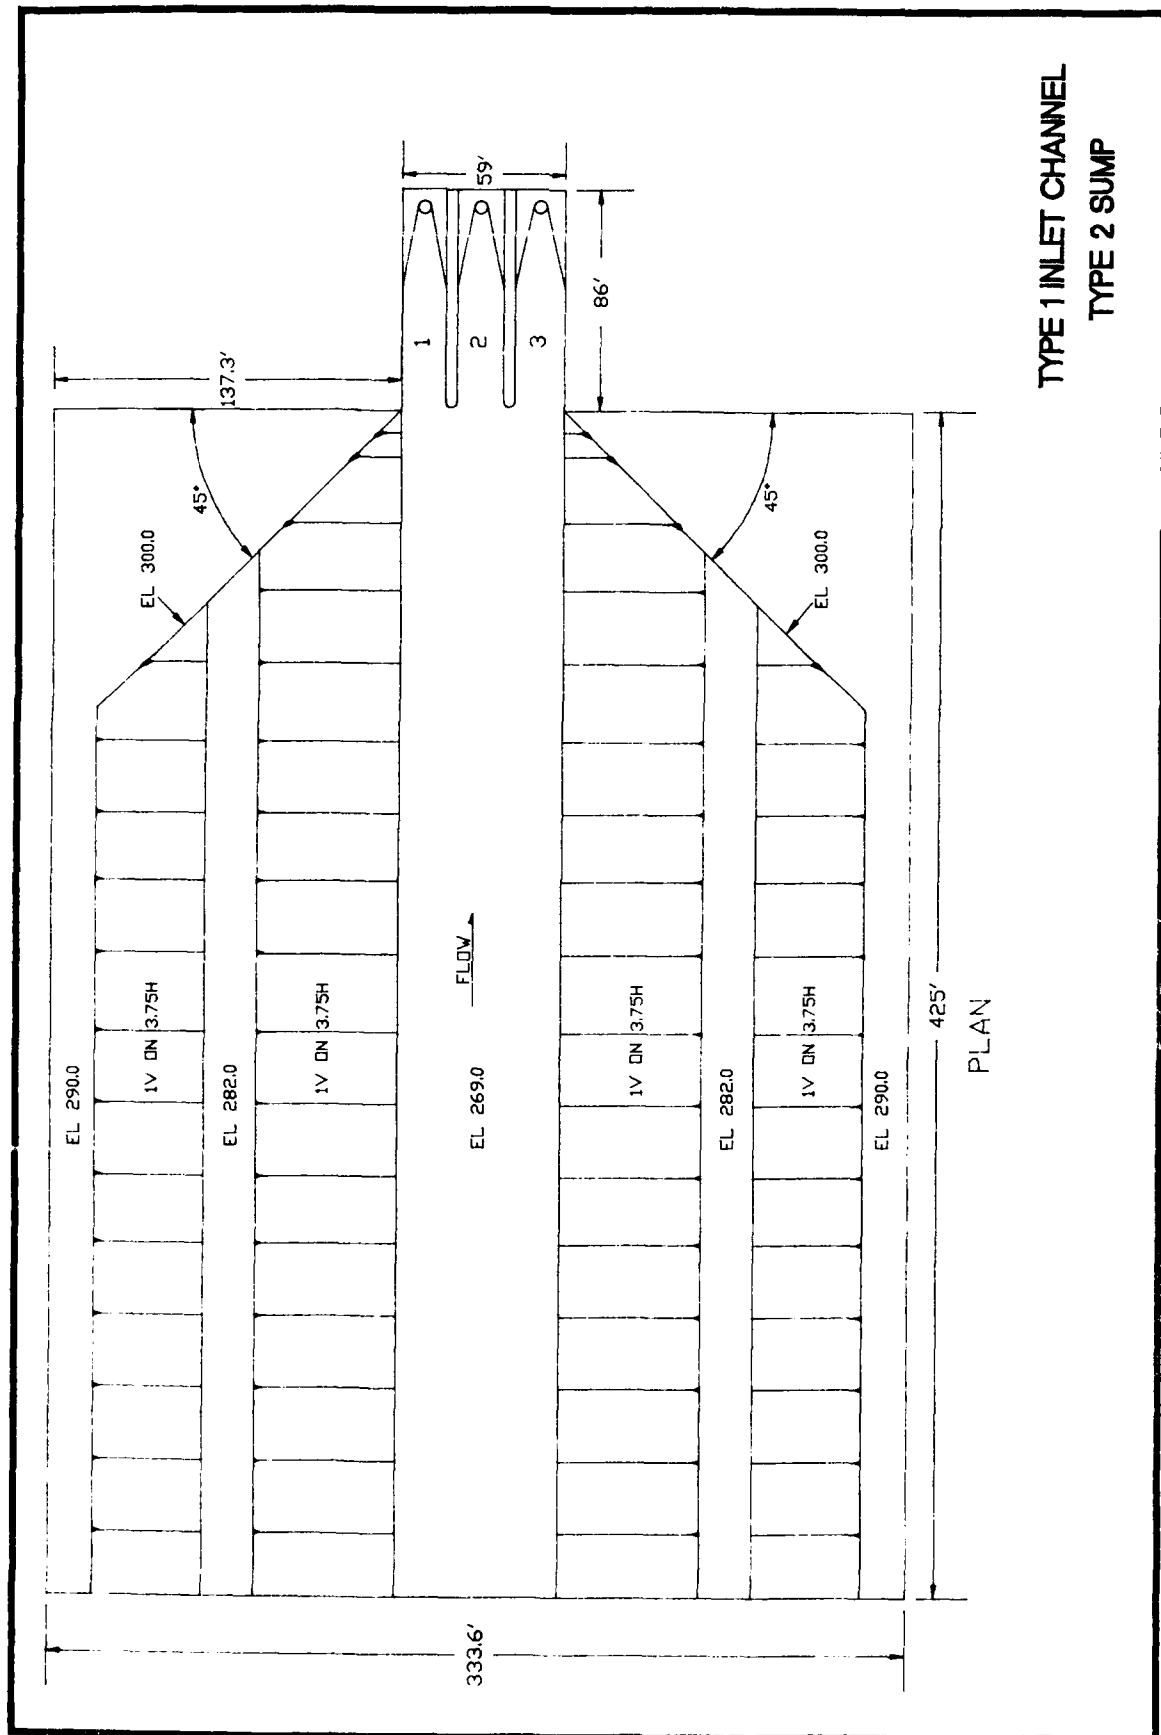 59'
86'
1
2
3
137.3'
45°
45°
EL 300.0
EL 300.0
EL 290.0
1V ON 3.75H
EL 282.0
1V ON 3.75H
FLOW
EL 269.0
1V ON 3.75H
EL 282.0
1V ON 3.75H
EL 290.0
425'
333.6'
PLAN
TYPE 1 INLET CHANNEL
TYPE 2 SUMP